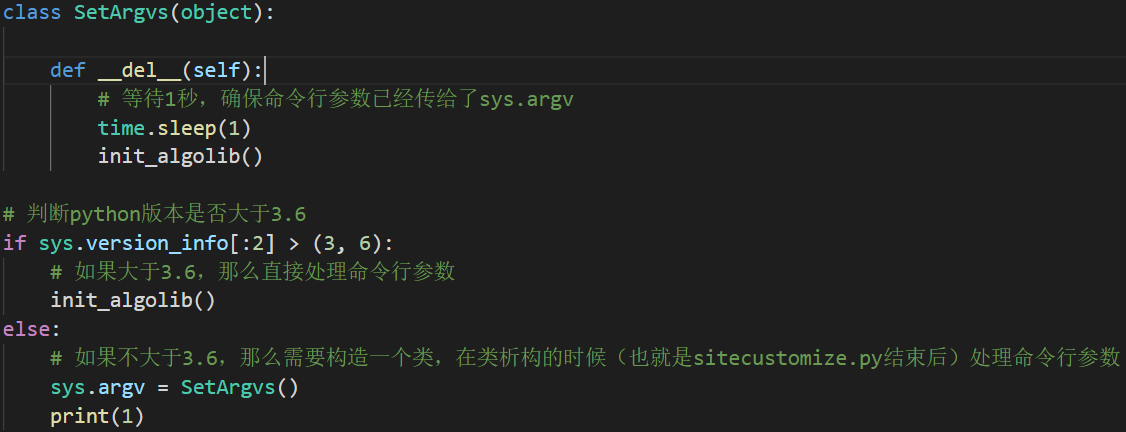 class SetArgvs(object):
def __del__(self):
# 等待1秒，确保命令行参数已经传给了sys.argv
time.sleep(1)
init_algolib()
# 判断python版本是否大于3.6
if sys.version_info[:2] > (3, 6):
# 如果大于3.6，那么直接处理命令行参数
init_algolib()
else:
# 如果不大于3.6，那么需要构造一个类，在类析构的时候（也就是sitecustomize.py结束后）处理命令行参数
sys.argv = SetArgvs()
print(1)